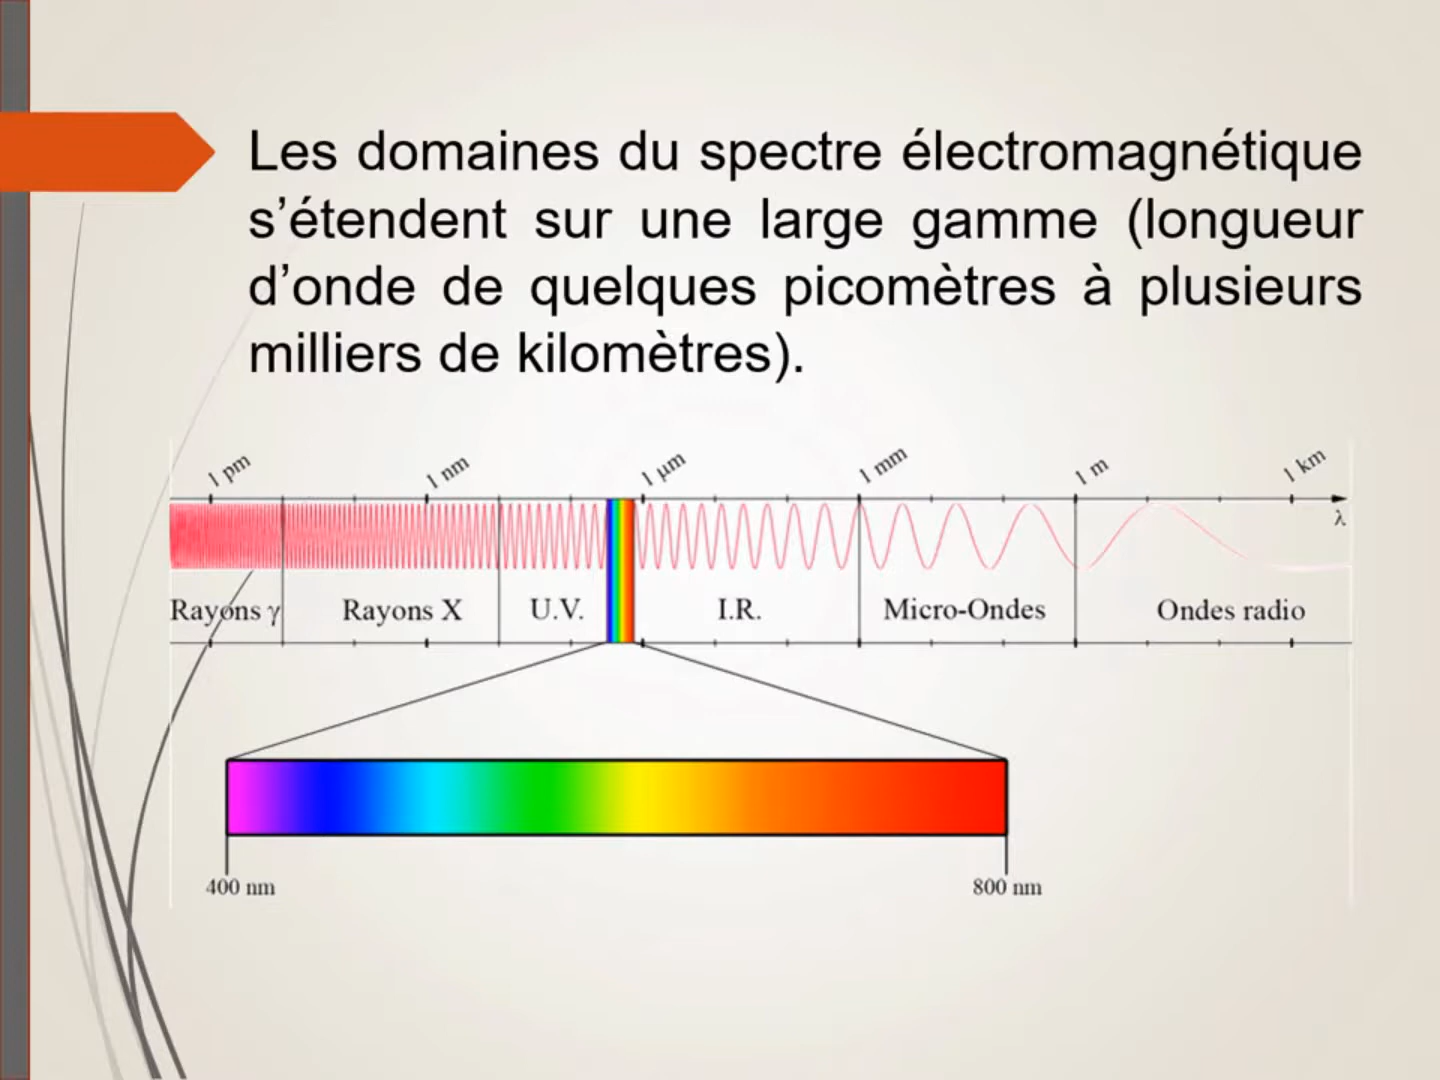 Les domaines du spectre électromagnétique
s’étendent sur une large gamme (longueur
d’onde de quelques picomètres à plusieurs
milliers de kilomètres).
1 pm 1 nm 1 µm 1 mm 1 m 1 km
λ
Rayons γ Rayons X U.V. I.R. Micro-Ondes Ondes radio
400 nm 800 nm